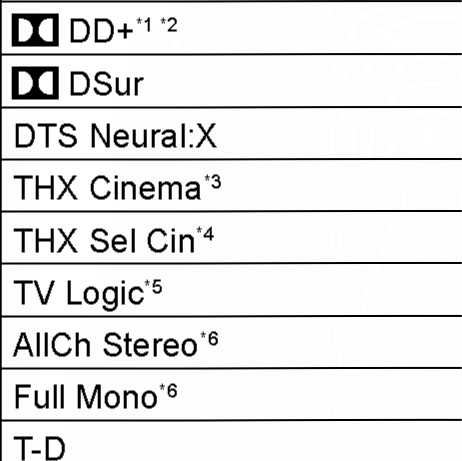 DD+*1 *2
DSur
DTS Neural:X
THX Cinema*3
THX Sel Cin*4
TV Logic*5
AllCh Stereo*6
Full Mono*6
T-D